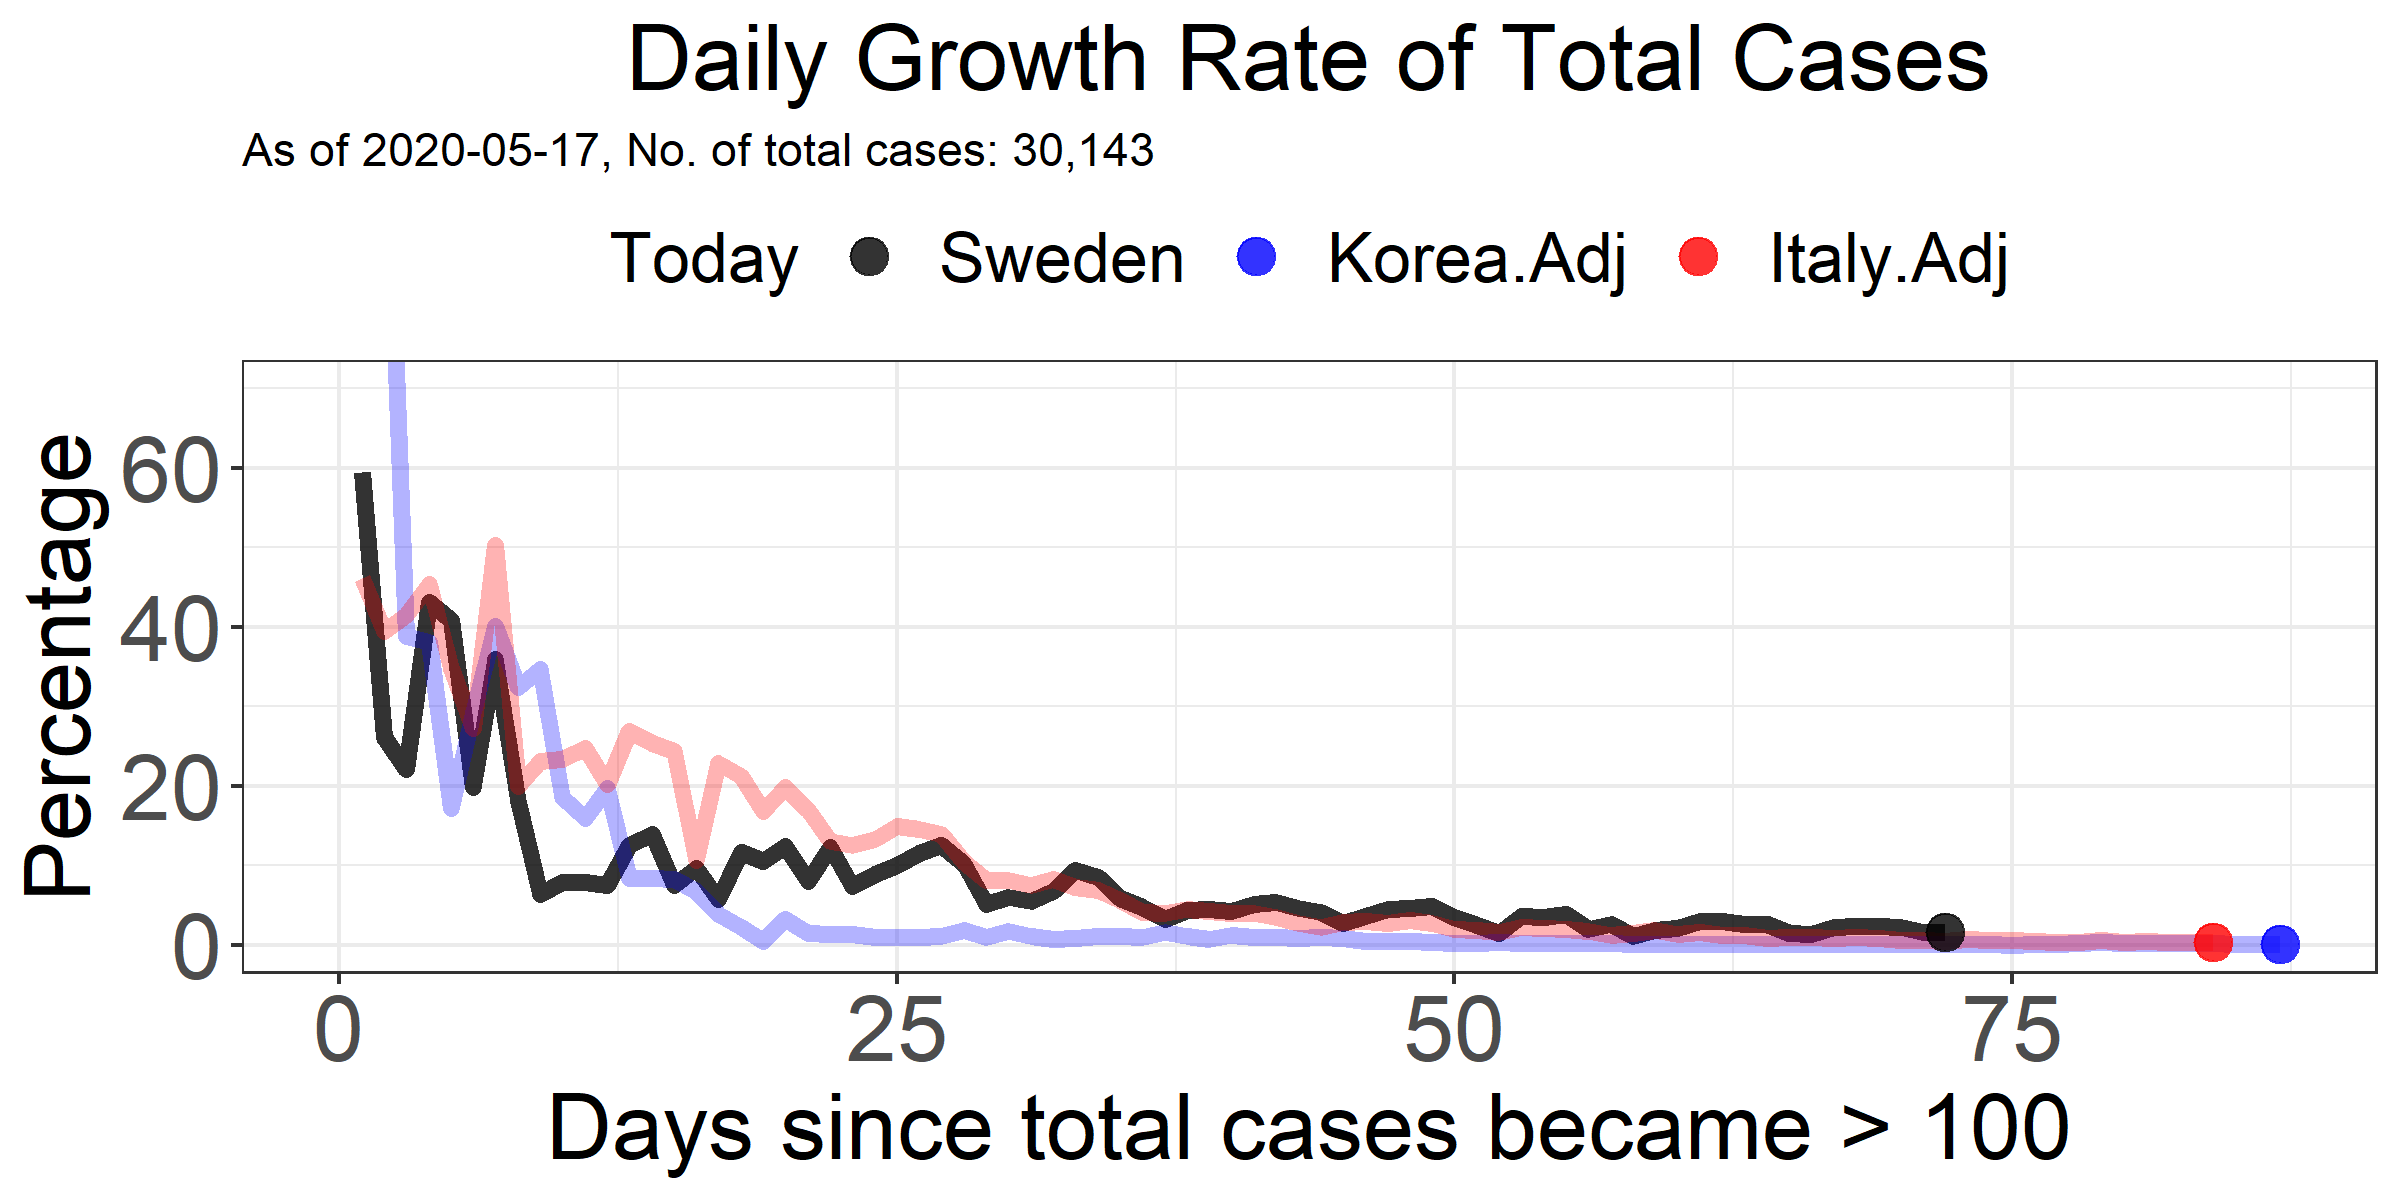 Daily Growth Rate of Total Cases
As of 2020-05-17, No. of total cases: 30,143
Today Sweden Korea.Adj Italy.Adj
Percentage
60
40
20
0
0 25 50 75
Days since total cases became > 100